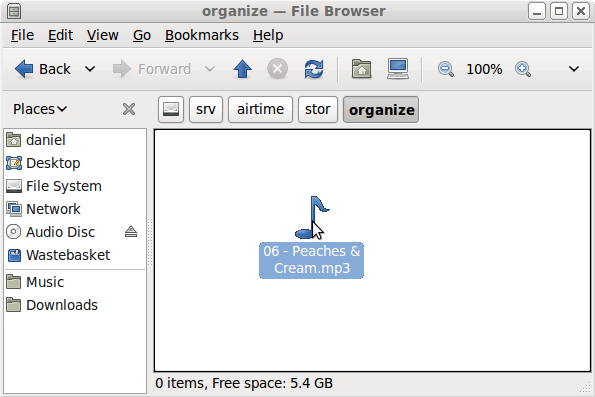 organize — File Browser
File Edit View Go Bookmarks Help
Back Forward 100%
Places srv airtime stor organize
daniel
Desktop
File System
Network
Audio Disc
Wastebasket
Music
Downloads
06 - Peaches &
Cream.mp3
0 items, Free space: 5.4 GB